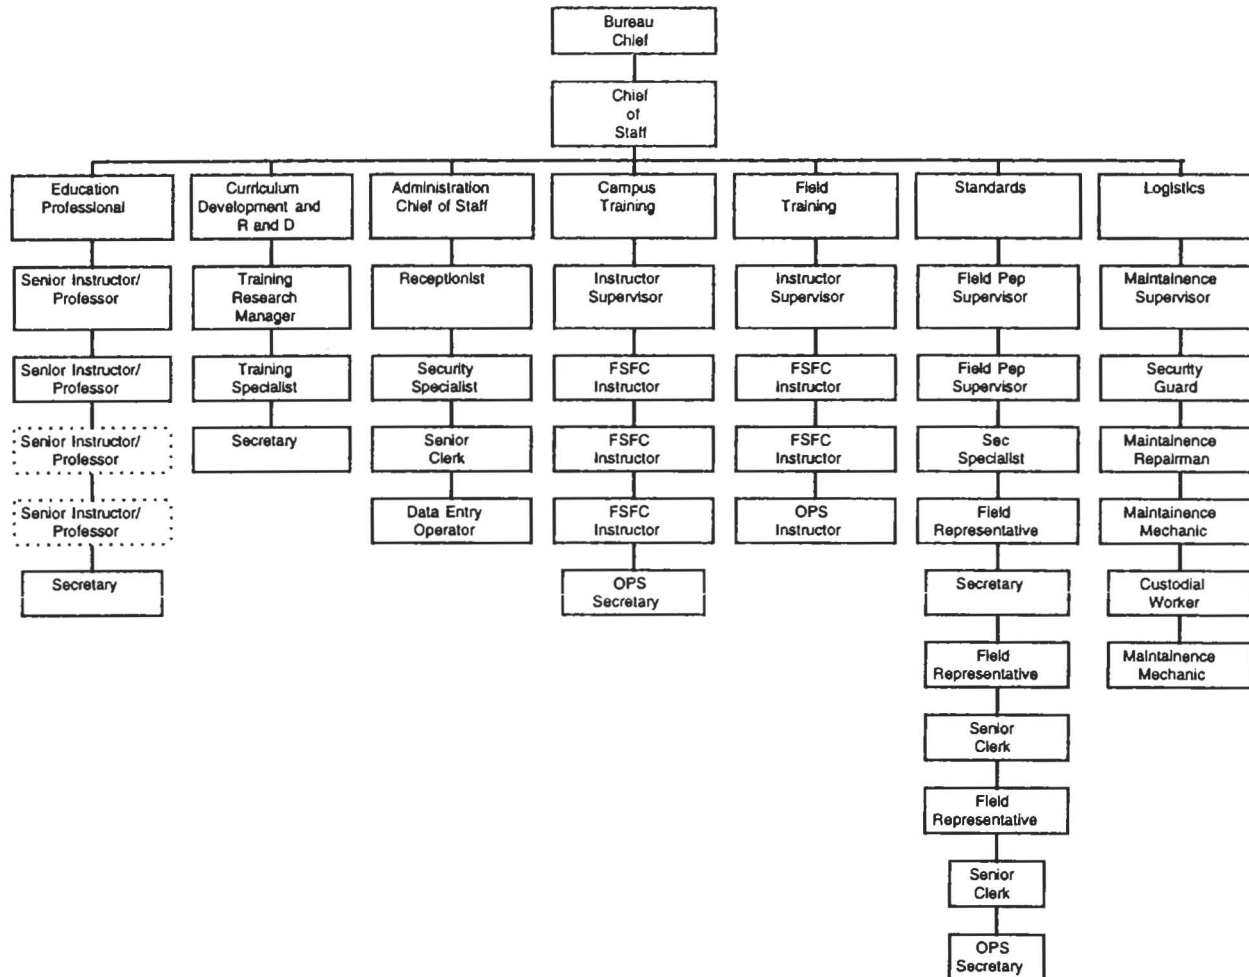 Bureau
Chief
Chief
of
Staff
Education
Professional
Curriculum
Development and
R and D
Administration
Chief of Staff
Campus
Training
Field
Training
Standards
Logistics
Senior Instructor/
Professor
Training
Research
Manager
Receptionist
Instructor
Supervisor
Instructor
Supervisor
Field Pep
Supervisor
Maintainence
Supervisor
Senior Instructor/
Professor
Training
Specialist
Security
Specialist
FSFC
Instructor
FSFC
Instructor
Field Pep
Supervisor
Security
Guard
Senior Instructor/
Professor
Secretary
Senior
Clerk
FSFC
Instructor
FSFC
Instructor
Sec
Specialist
Maintainence
Repairman
Senior Instructor/
Professor
Data Entry
Operator
FSFC
Instructor
OPS
Instructor
Field
Representative
Maintainence
Mechanic
Secretary
OPS
Secretary
Secretary
Custodial
Worker
Field
Representative
Maintainence
Mechanic
Senior
Clerk
Field
Representative
Senior
Clerk
OPS
Secretary